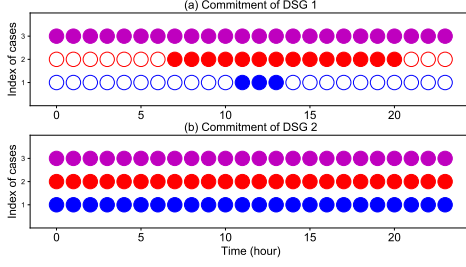 (a) Commitment of DSG 1
Index of cases
3
2
1
0 5 10 15 20
(b) Commitment of DSG 2
Index of cases
3
2
1
0 5 10 15 20
Time (hour)